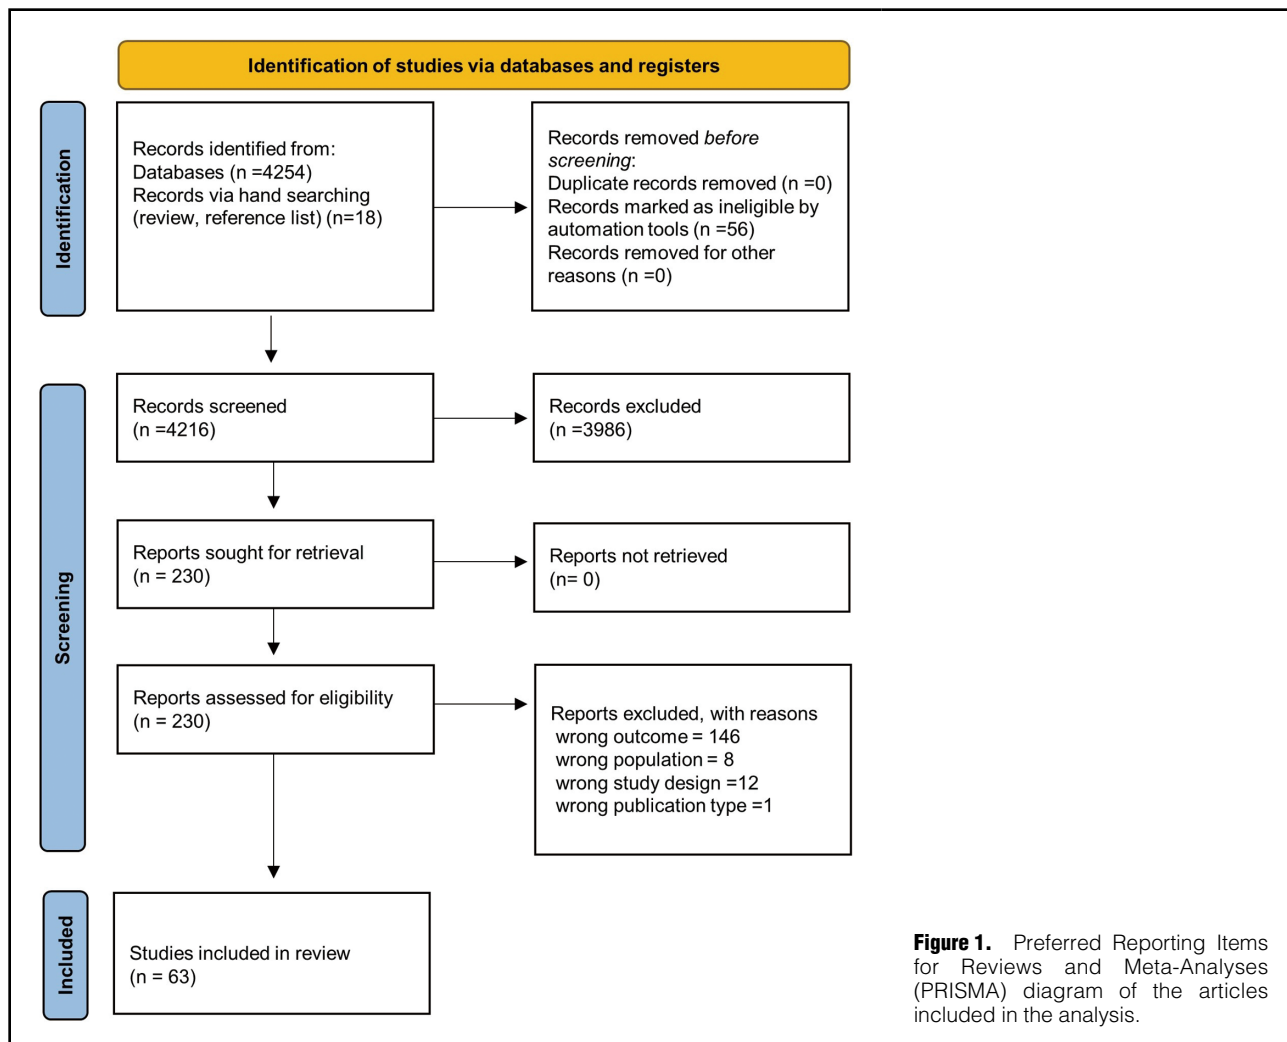 Identification of studies via databases and registers
Identification
Records identified from:
Databases (n =4254)
Records via hand searching
(review, reference list) (n=18)
Records removed before
screening:
Duplicate records removed (n =0)
Records marked as ineligible by
automation tools (n =56)
Records removed for other
reasons (n =0)
Screening
Records screened
(n =4216)
Records excluded
(n =3986)
Reports sought for retrieval
(n = 230)
Reports not retrieved
(n= 0)
Reports assessed for eligibility
(n = 230)
Reports excluded, with reasons
wrong outcome = 146
wrong population = 8
wrong study design =12
wrong publication type =1
Included
Studies included in review
(n = 63)
Figure 1. Preferred Reporting Items
for Reviews and Meta-Analyses
(PRISMA) diagram of the articles
included in the analysis.